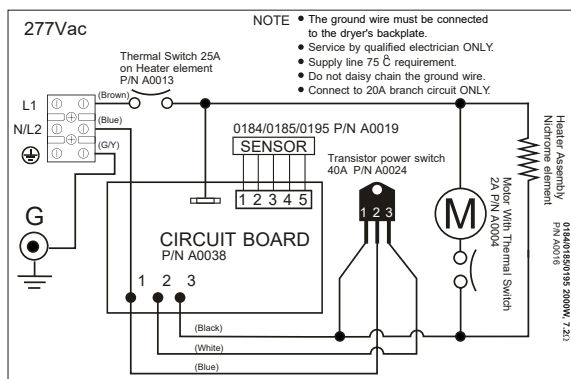 277Vac
NOTE • The ground wire must be connected
to the dryer's backplate.
• Service by qualified electrician ONLY.
• Supply line 75 C̊ requirement.
• Do not daisy chain the ground wire.
• Connect to 20A branch circuit ONLY.
Thermal Switch 25A
on Heater element
P/N A0013
L1
(Brown)
N/L2
(Blue)
(G/Y)
G
0184/0185/0195 P/N A0019
SENSOR
1 2 3 4 5
CIRCUIT BOARD
P/N A0038
1 2 3
Transistor power switch
40A P/N A0024
1 2 3
M
Motor With Thermal Switch
2A P/N A0004
Heater Assembly
Nichrome element
0184/0185/0195 2000W, 7.2Ω
P/N A0016
(Black)
(White)
(Blue)